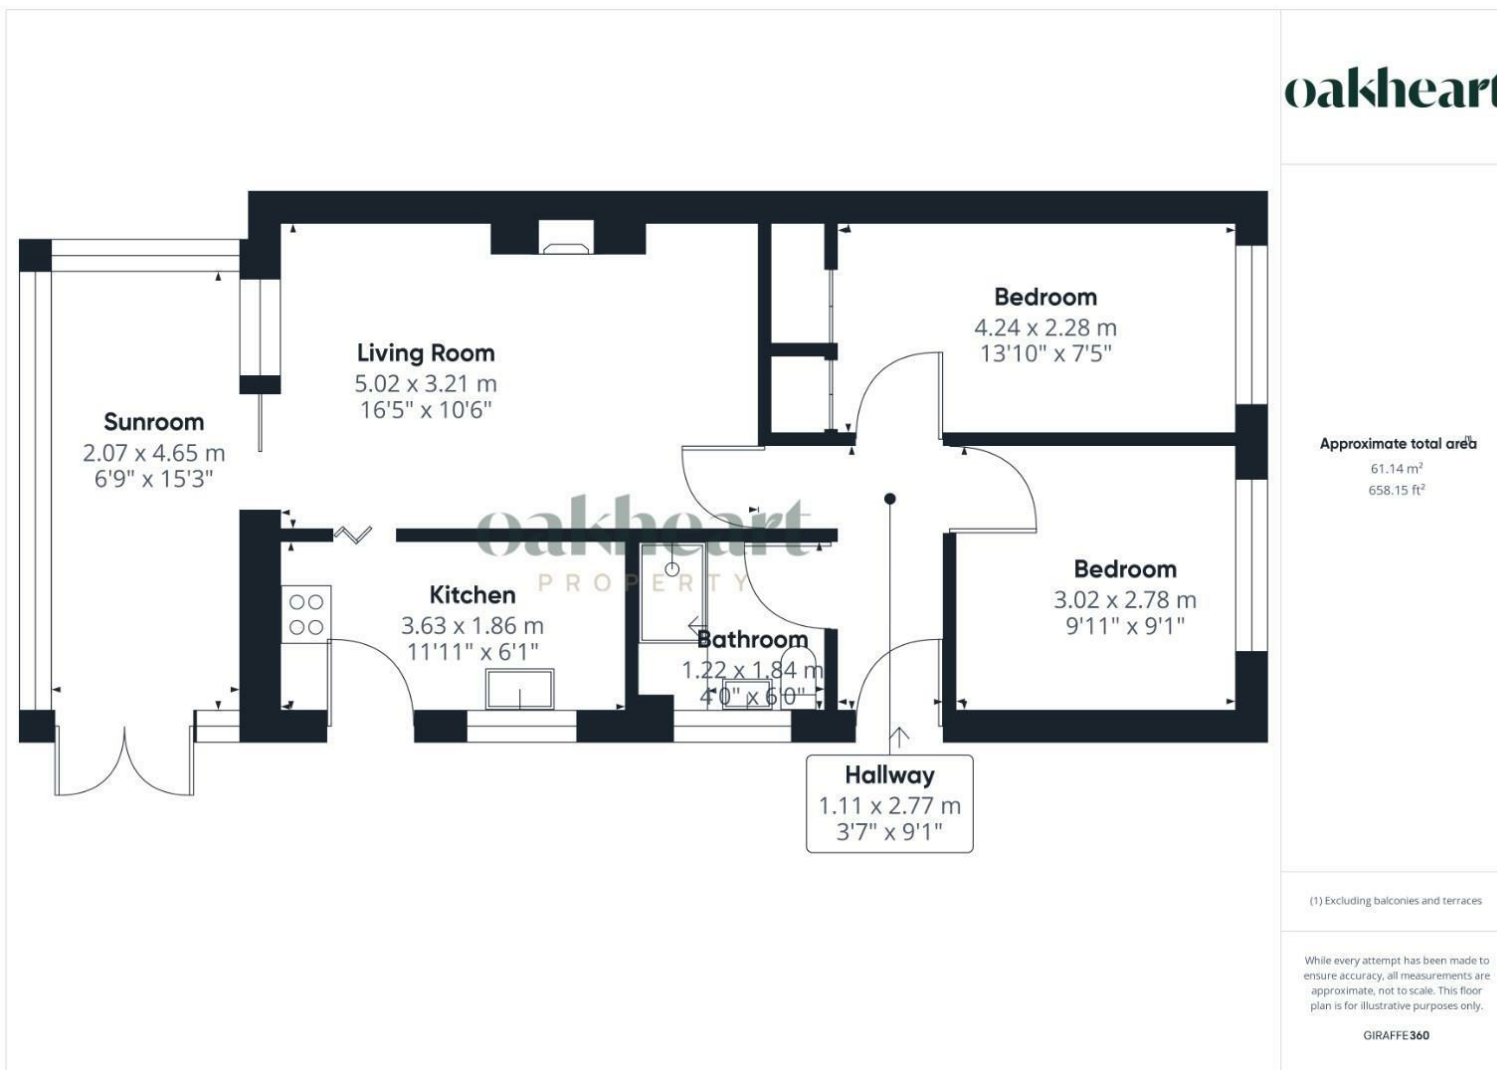 oakheart
Bedroom
4.24 x 2.28 m
13'10" x 7'5"
Living Room
5.02 x 3.21 m
16'5" x 10'6"
Sunroom
2.07 x 4.65 m
6'9" x 15'3"
oakheart
PROPERTY
Kitchen
3.63 x 1.86 m
11'11" x 6'1"
Bathroom
1.22 x 1.84 m
4'0" x 6'0"
Bedroom
3.02 x 2.78 m
9'11" x 9'1"
Hallway
1.11 x 2.77 m
3'7" x 9'1"
Approximate total area(1)
61.14 m²
658.15 ft²
(1) Excluding balconies and terraces
While every attempt has been made to
ensure accuracy, all measurements are
approximate, not to scale. This floor
plan is for illustrative purposes only.
GIRAFFE360